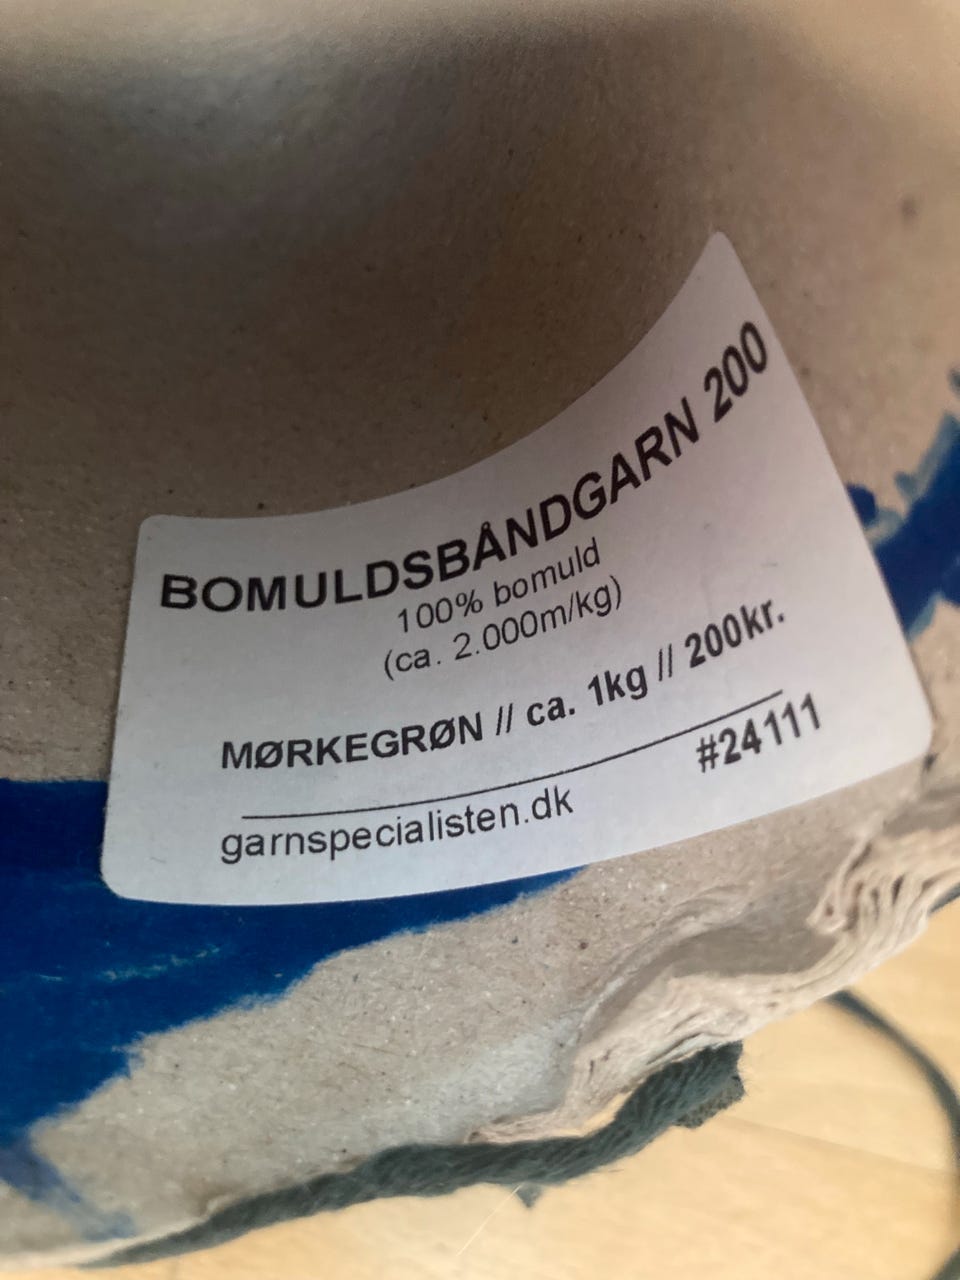 BOMULDSBÅNDGARN 200
100% bomuld
(ca. 2.000m/kg)
MØRKEGRØN // ca. 1kg // 200kr.
#24111
garnspecialisten.dk